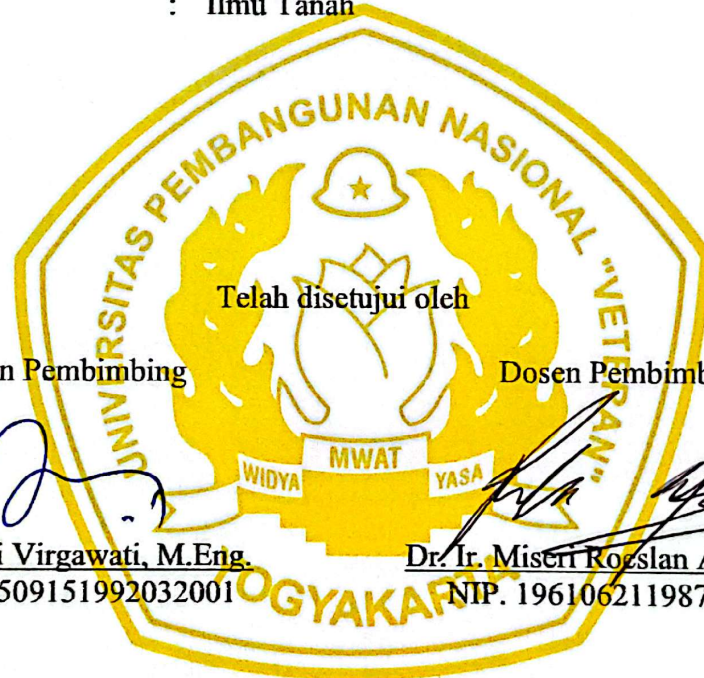 : Ilmu Tanah
UNIVERSITAS PEMBANGUNAN NASIONAL "VETERAN"
Telah disetujui oleh
n Pembimbing Dosen Pembimb
WIDYA MWAT YASA
i Virgawati, M.Eng. Dr. Ir. Miseri Roeslan A
509151992032001 NIP. 196106211987
YOGYAKARTA